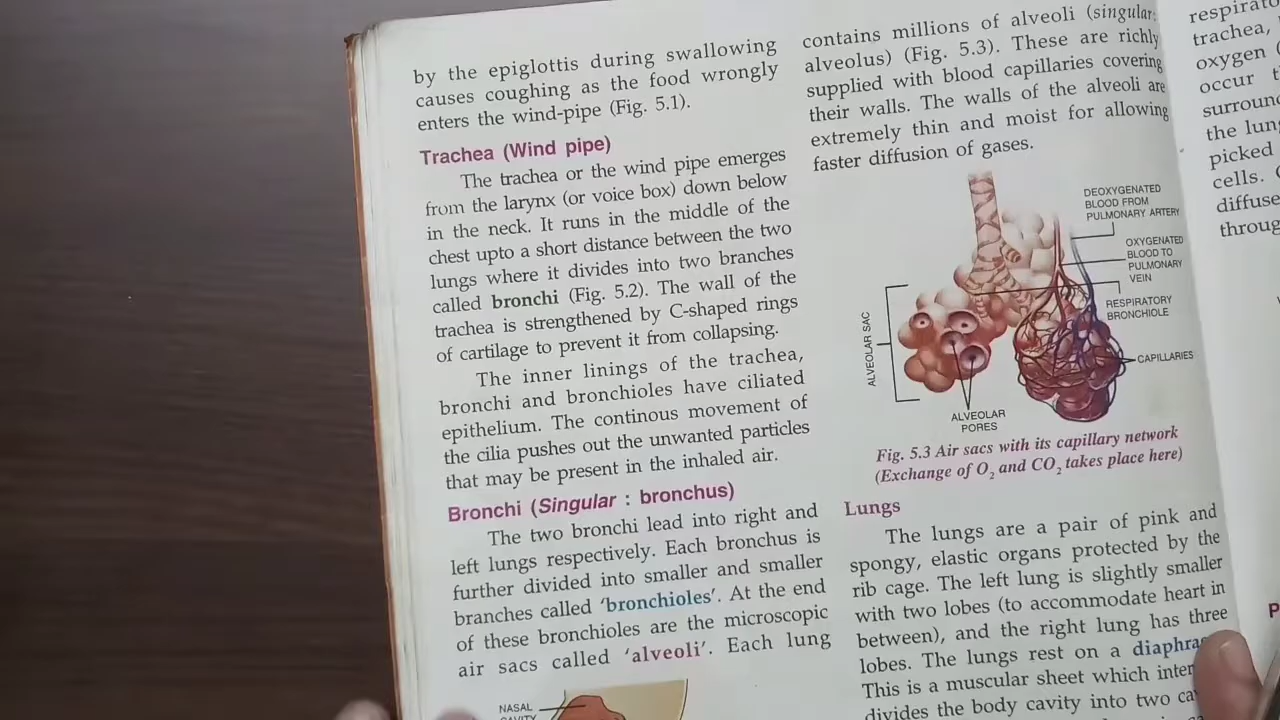 by the epiglottis during swallowing
causes coughing as the food wrongly
enters the wind-pipe (Fig. 5.1).
Trachea (Wind pipe)
The trachea or the wind pipe emerges
from the larynx (or voice box) down below
in the neck. It runs in the middle of the
chest upto a short distance between the two
lungs where it divides into two branches
called bronchi (Fig. 5.2). The wall of the
trachea is strengthened by C-shaped rings
of cartilage to prevent it from collapsing.
The inner linings of the trachea,
bronchi and bronchioles have ciliated
epithelium. The continous movement of
the cilia pushes out the unwanted particles
that may be present in the inhaled air.
Bronchi (Singular : bronchus)
The two bronchi lead into right and
left lungs respectively. Each bronchus is
further divided into smaller and smaller
branches called 'bronchioles'. At the end
of these bronchioles are the microscopic
air sacs called 'alveoli'. Each lung
NASAL
CAVITY
contains millions of alveoli (singular:
alveolus) (Fig. 5.3). These are richly
supplied with blood capillaries covering
their walls. The walls of the alveoli are
extremely thin and moist for allowing
faster diffusion of gases.
DEOXYGENATED
BLOOD FROM
PULMONARY ARTERY
OXYGENATED
BLOOD TO
PULMONARY
VEIN
RESPIRATORY
BRONCHIOLE
CAPILLARIES
ALVEOLAR SAC
ALVEOLAR
PORES
Fig. 5.3 Air sacs with its capillary network
(Exchange of O₂ and CO₂ takes place here)
Lungs
The lungs are a pair of pink and
spongy, elastic organs protected by the
rib cage. The left lung is slightly smaller
with two lobes (to accommodate heart in
between), and the right lung has three
lobes. The lungs rest on a
This is a muscular sheet which
divides the body cavity into two
trachea,
oxygen
occur
the
picked
cells.